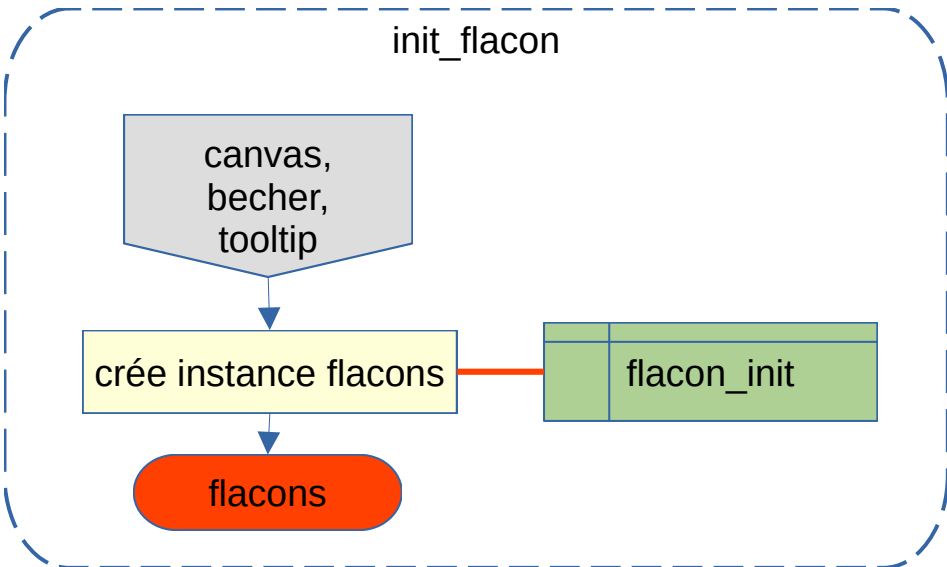 init_flacon
canvas,
becher,
tooltip
crée instance flacons
flacon_init
flacons